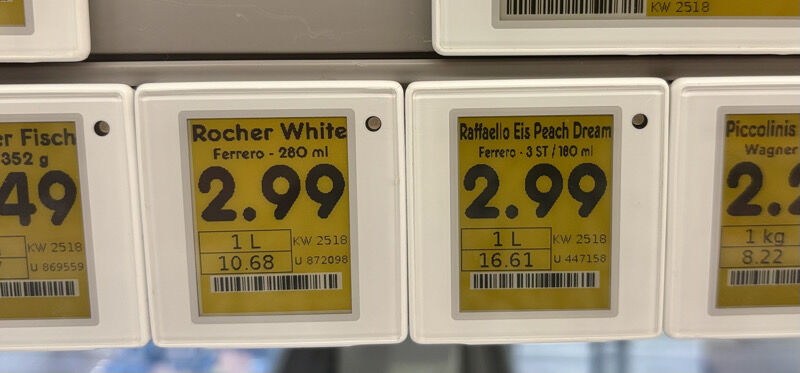 KW 2518
er Fisch
352 g
49
U 869559
Rocher White
Ferrero - 280 ml
2.99
1 L
KW 2518
10.68
U 872098
Raffaello Eis Peach Dream
Ferrero - 3 ST / 180 ml
2.99
1 L
KW 2518
16.61
U 447158
Piccolinis
Wagner
2.2
1 kg
8.22